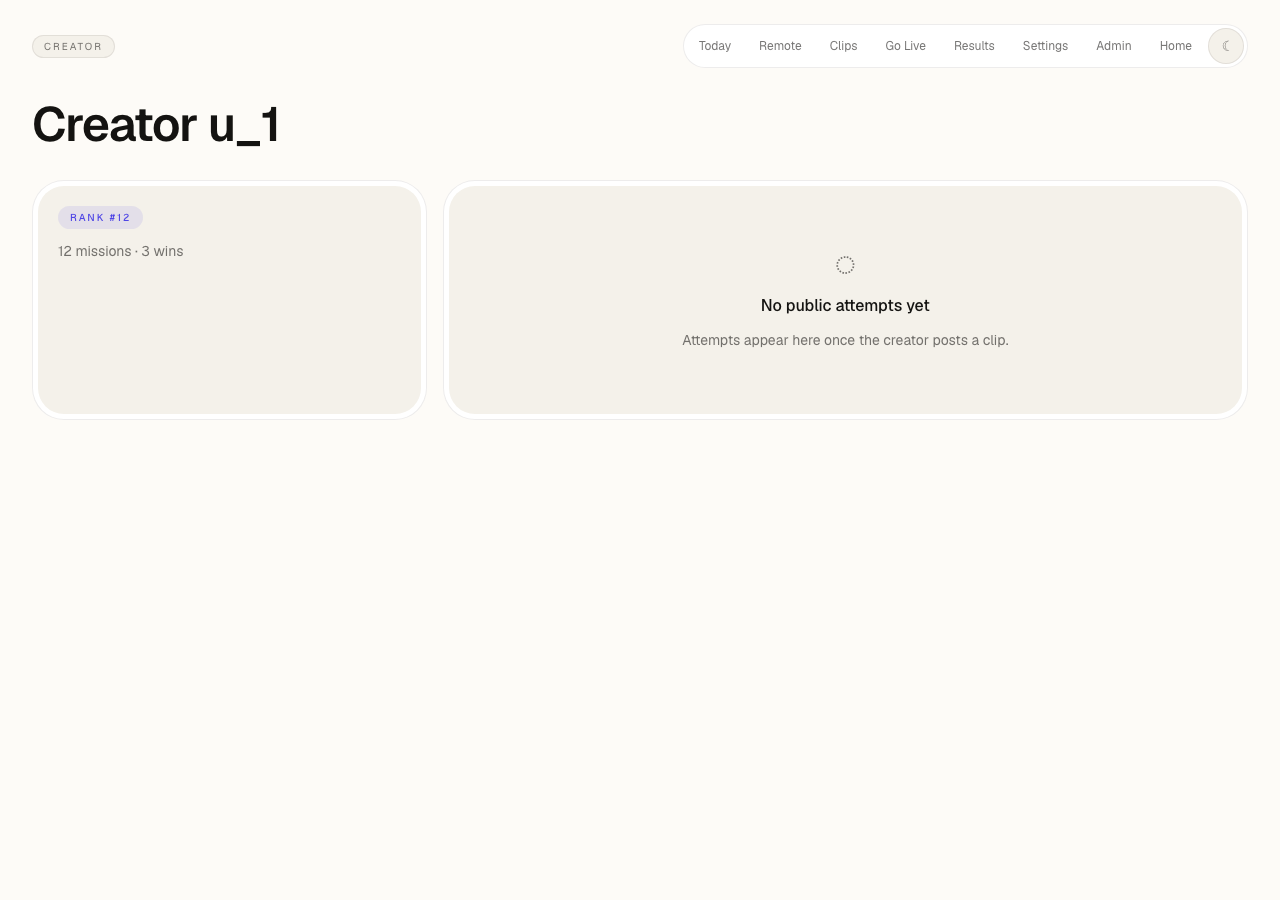 CREATOR
Today Remote Clips Go Live Results Settings Admin Home
Creator u_1
RANK #12
12 missions · 3 wins
No public attempts yet
Attempts appear here once the creator posts a clip.